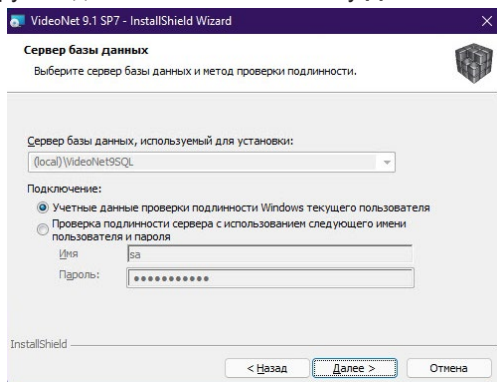 VideoNet 9.1 SP7 - InstallShield Wizard
Сервер базы данных
Выберите сервер базы данных и метод проверки подлинности.
Сервер базы данных, используемый для установки:
(local)\VideoNet9SQL
Подключение:
Учетные данные проверки подлинности Windows текущего пользователя
Проверка подлинности сервера с использованием следующего имени
пользователя и пароля
Имя
sa
Пароль:
InstallShield
< Назад
Далее >
Отмена